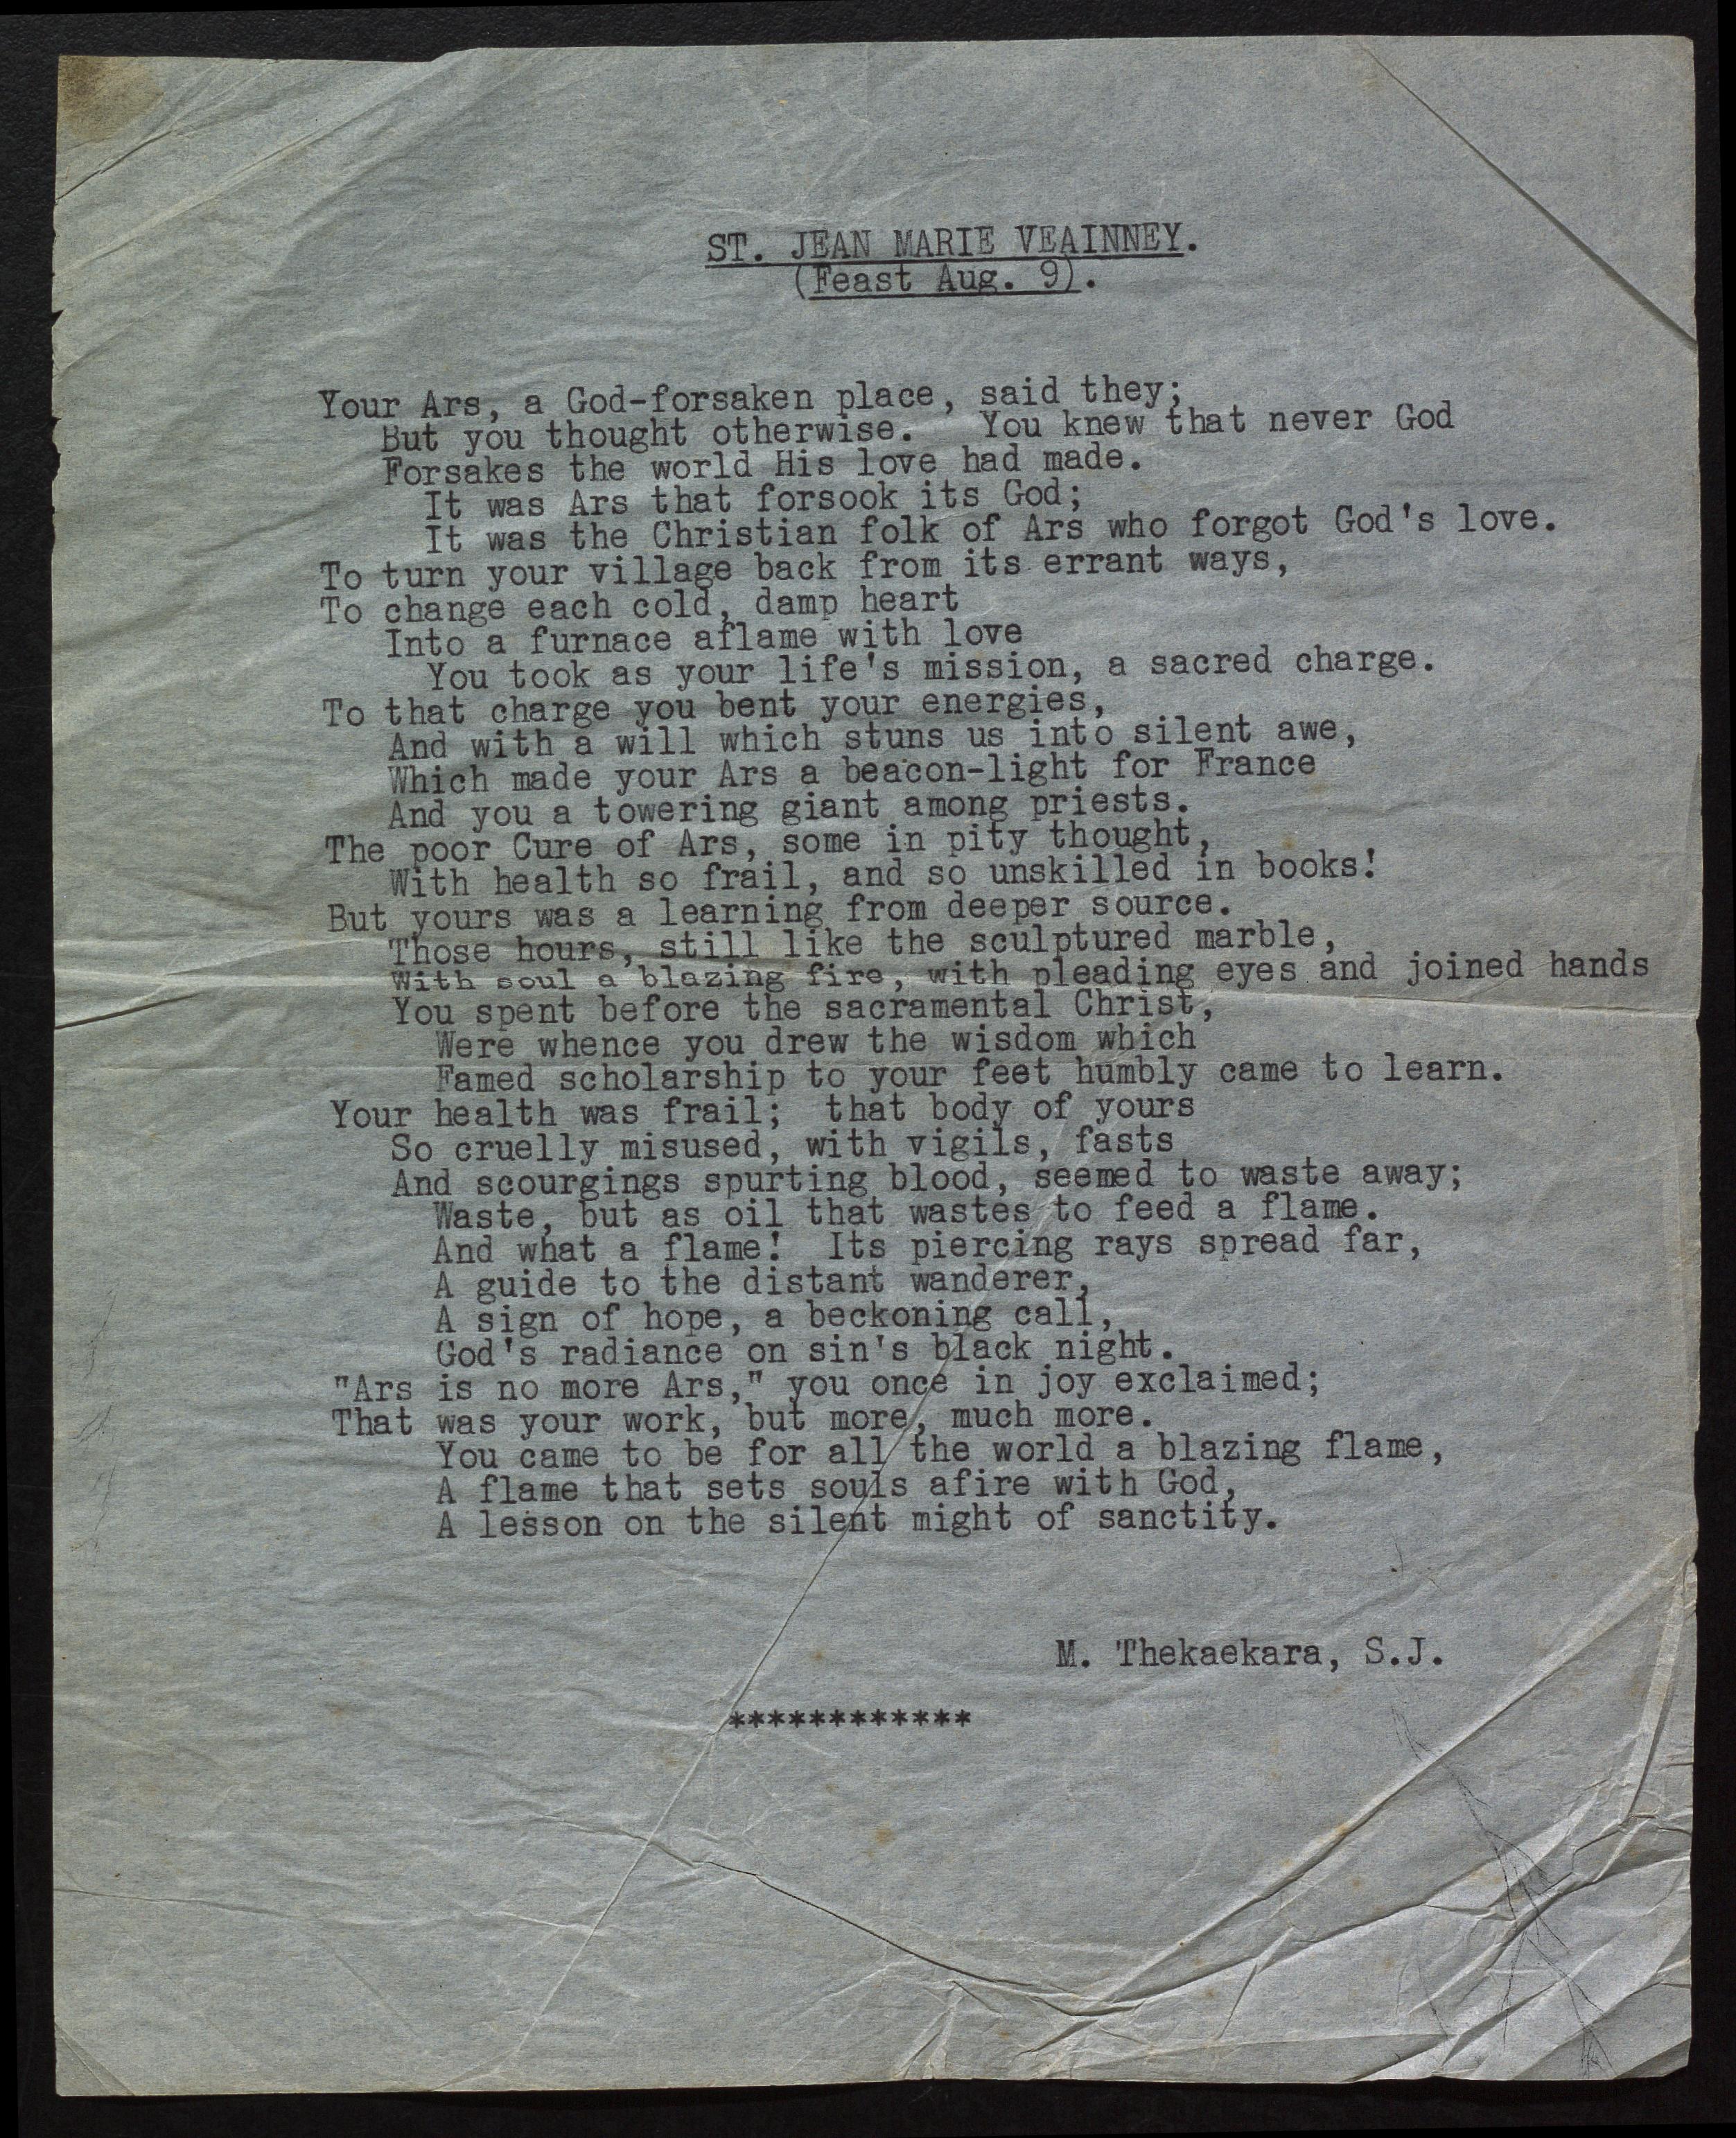 ST. JEAN MARIE VEAINNEY.
(Feast Aug. 9).
Your Ars, a God-forsaken place, said they;
But you thought otherwise. You knew that never God
Forsakes the world His love had made.
It was Ars that forsook its God;
It was the Christian folk of Ars who forgot God's love.
To turn your village back from its errant ways,
To change each cold, damp heart
Into a furnace aflame with love
You took as your life's mission, a sacred charge.
To that charge you bent your energies,
And with a will which stuns us into silent awe,
Which made your Ars a beacon-light for France
And you a towering giant among priests.
The poor Cure of Ars, some in pity thought,
With health so frail, and so unskilled in books!
But yours was a learning from deeper source.
Those hours, still like the sculptured marble,
With soul a blazing fire, with pleading eyes and joined hands
You spent before the sacramental Christ,
Were whence you drew the wisdom which
Famed scholarship to your feet humbly came to learn.
Your health was frail; that body of yours
So cruelly misused, with vigils, fasts
And scourgings spurting blood, seemed to waste away;
Waste, but as oil that wastes to feed a flame.
And what a flame! Its piercing rays spread far,
A guide to the distant wanderer,
A sign of hope, a beckoning call,
God's radiance on sin's black night.
"Ars is no more Ars," you once in joy exclaimed;
That was your work, but more, much more.
You came to be for all the world a blazing flame,
A flame that sets souls afire with God,
A lesson on the silent might of sanctity.
M. Thekaekara, S.J.
************